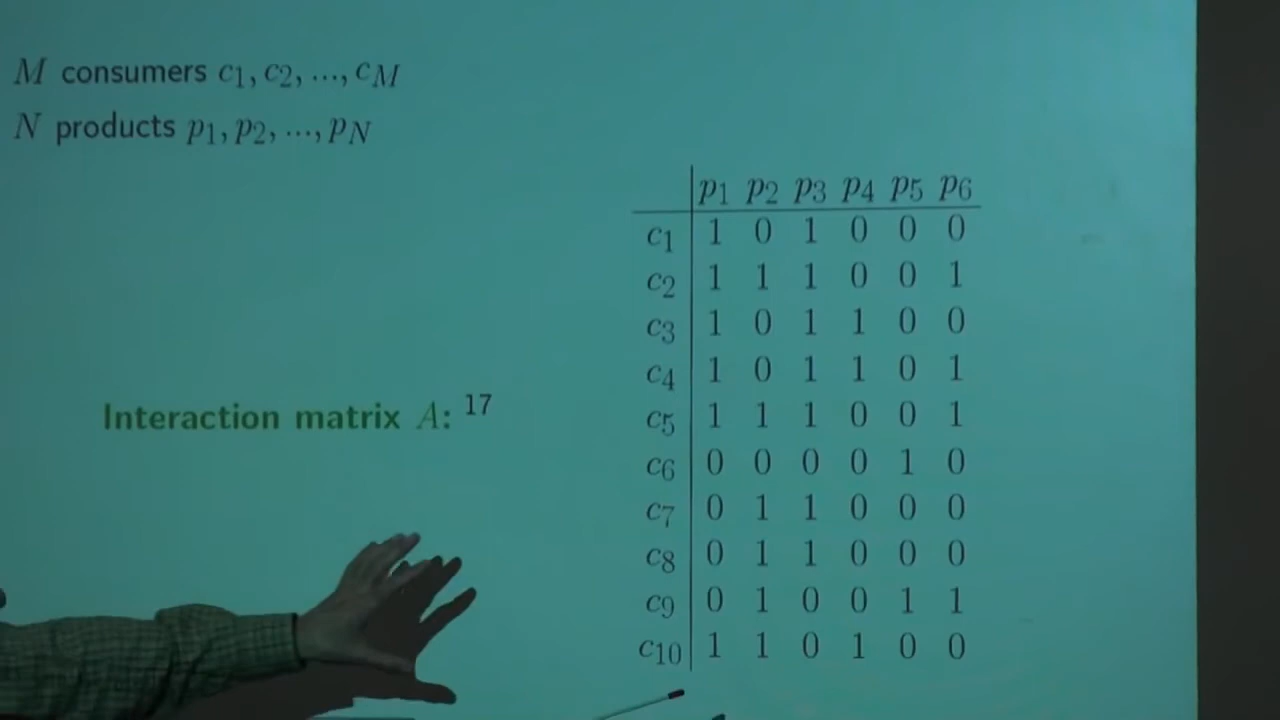 M consumers c1, c2, ..., cM
N products p1, p2, ..., pN
p1 p2 p3 p4 p5 p6
c1 1 0 1 0 0 0
c2 1 1 1 0 0 1
c3 1 0 1 1 0 0
c4 1 0 1 1 0 1
Interaction matrix A: 17
c5 1 1 1 0 0 1
c6 0 0 0 0 1 0
c7 0 1 1 0 0 0
c8 0 1 1 0 0 0
c9 0 1 0 0 1 1
c10 1 1 0 1 0 0